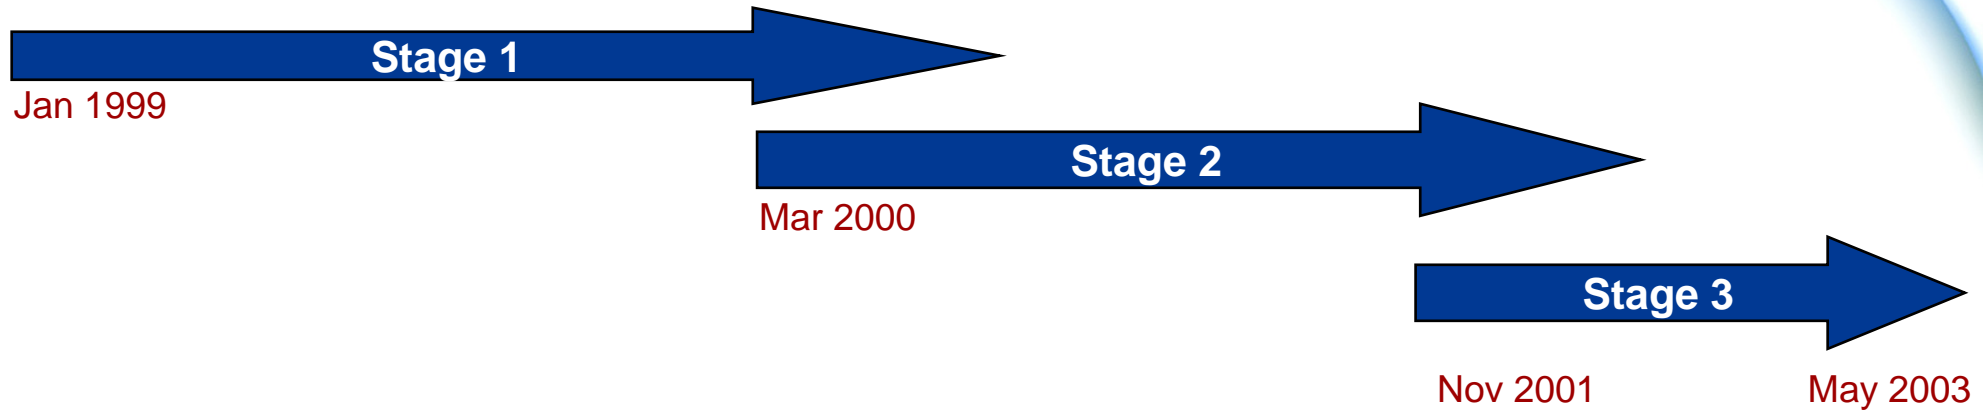 Stage 1
Jan 1999
Stage 2
Mar 2000
Stage 3
Nov 2001
May 2003